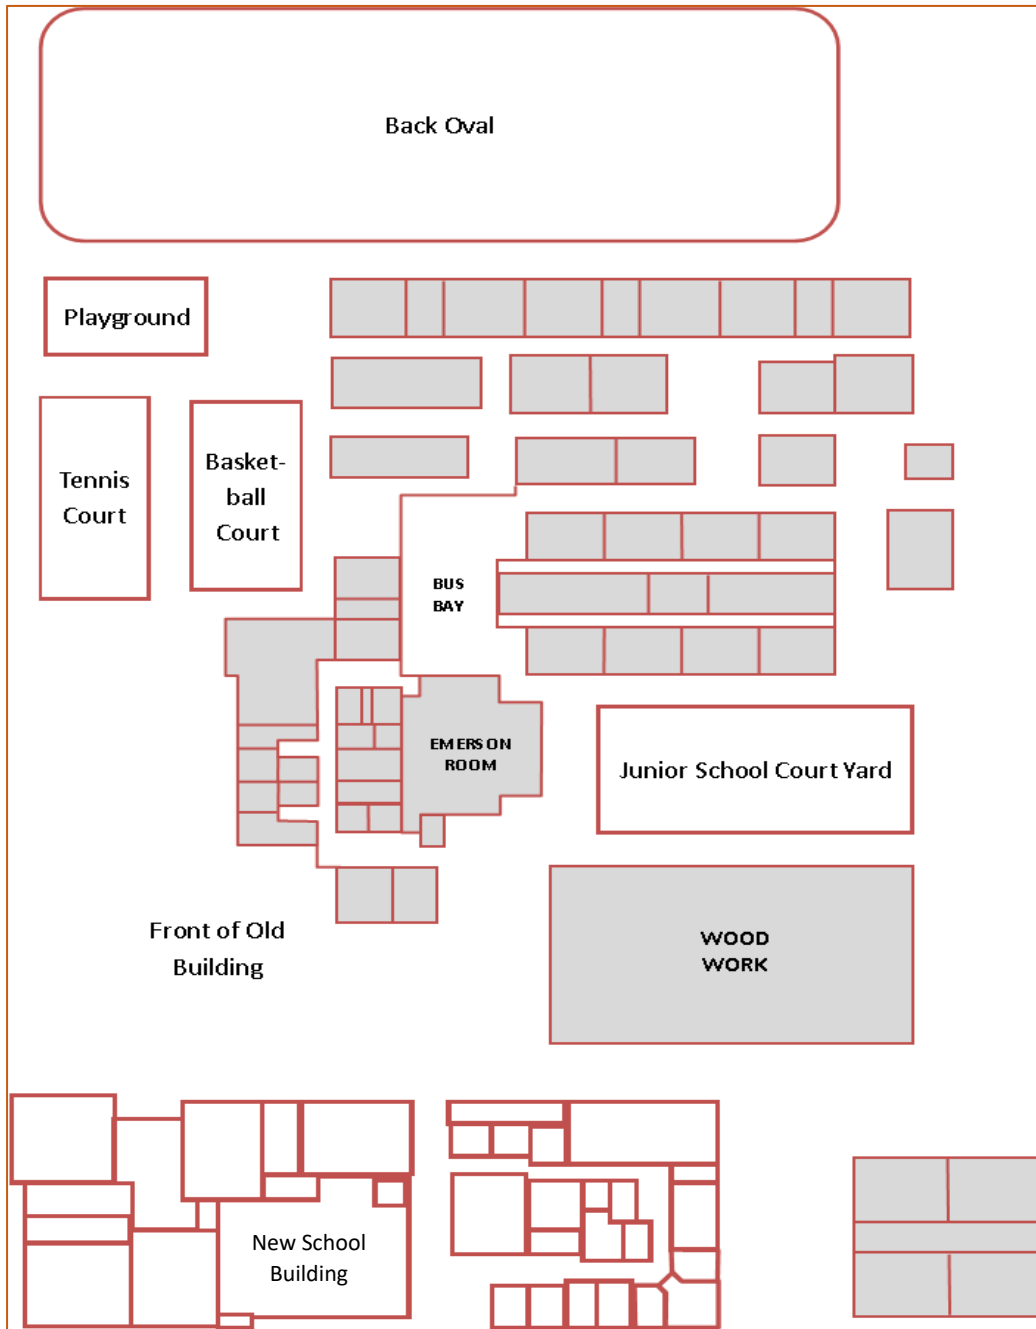 Back Oval
Playground
Tennis
Court
Basket-
ball
Court
BUS
BAY
EMERSON
ROOM
Junior School Court Yard
Front of Old
Building
WOOD
WORK
New School
Building